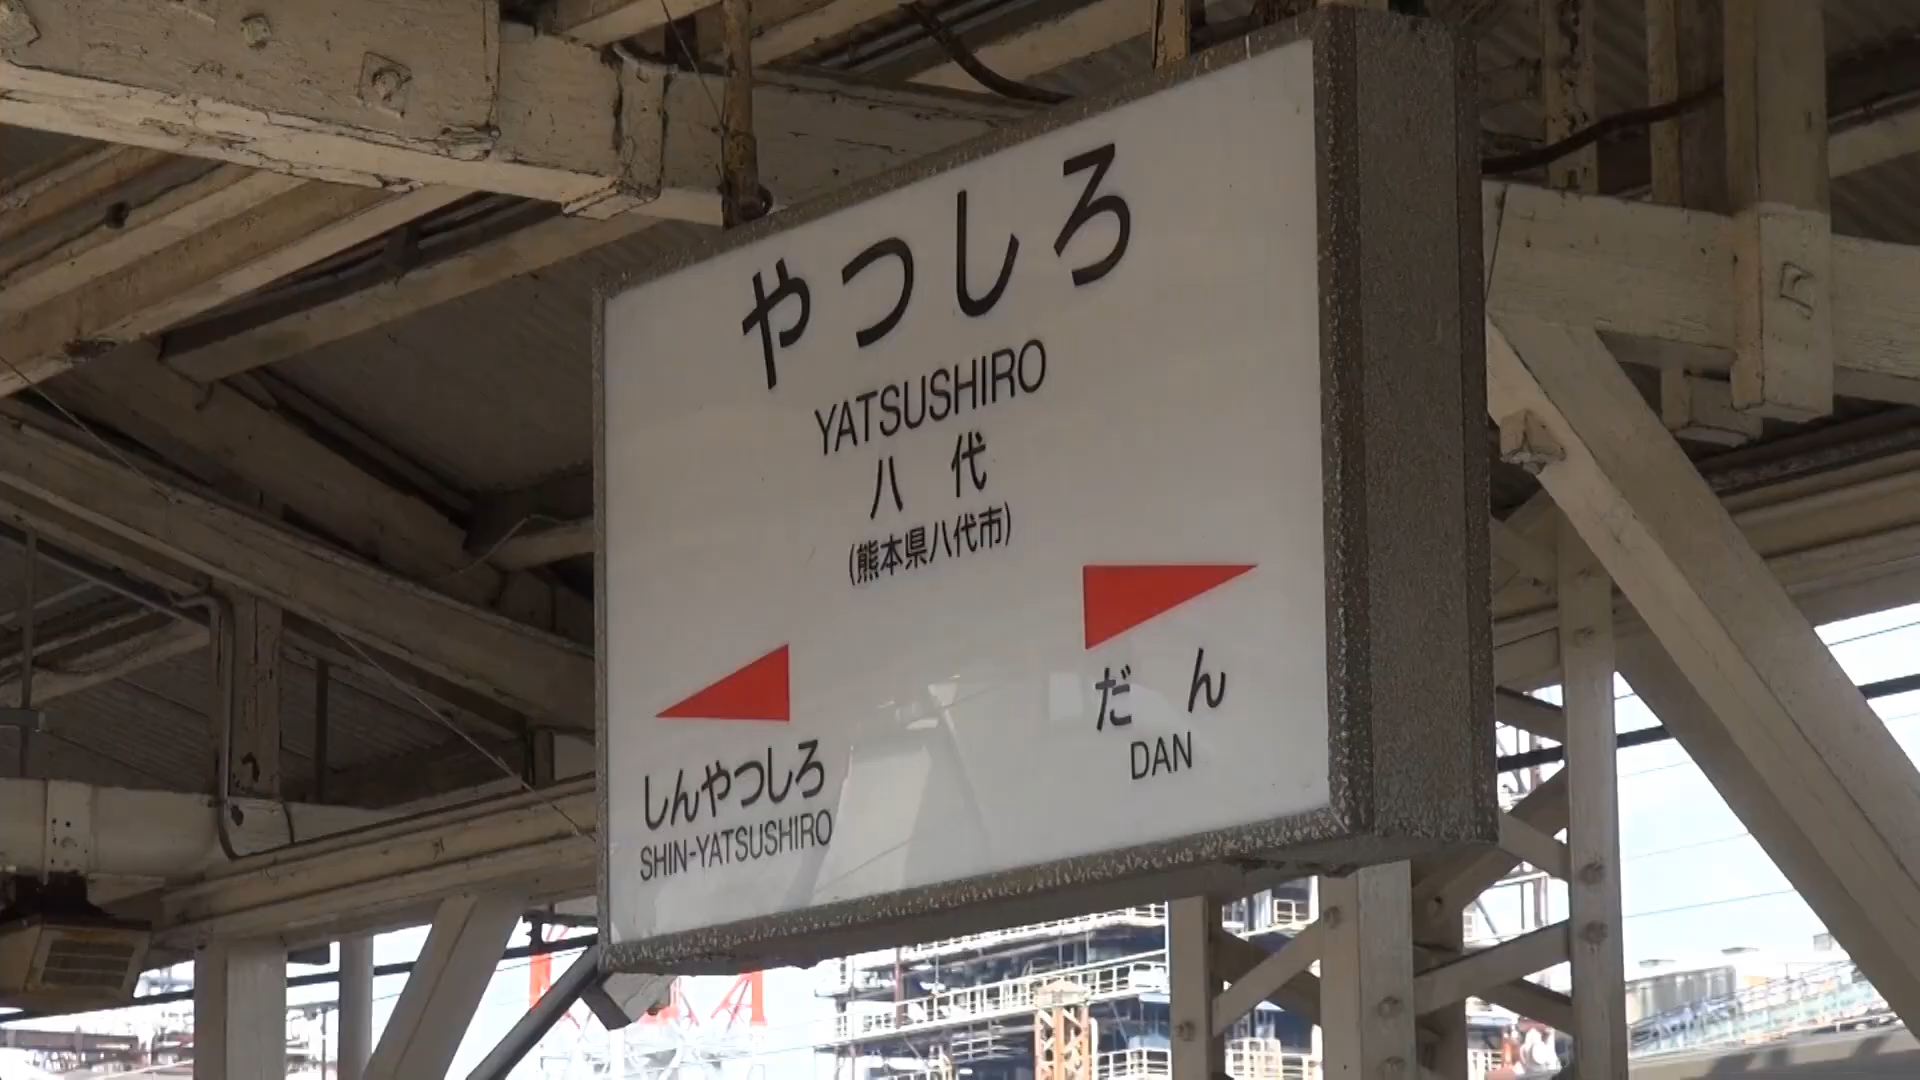 やつしろ
YATSUSHIRO
八 代
(熊本県八代市)
しんやつしろ
SHIN-YATSUSHIRO
だ ん
DAN